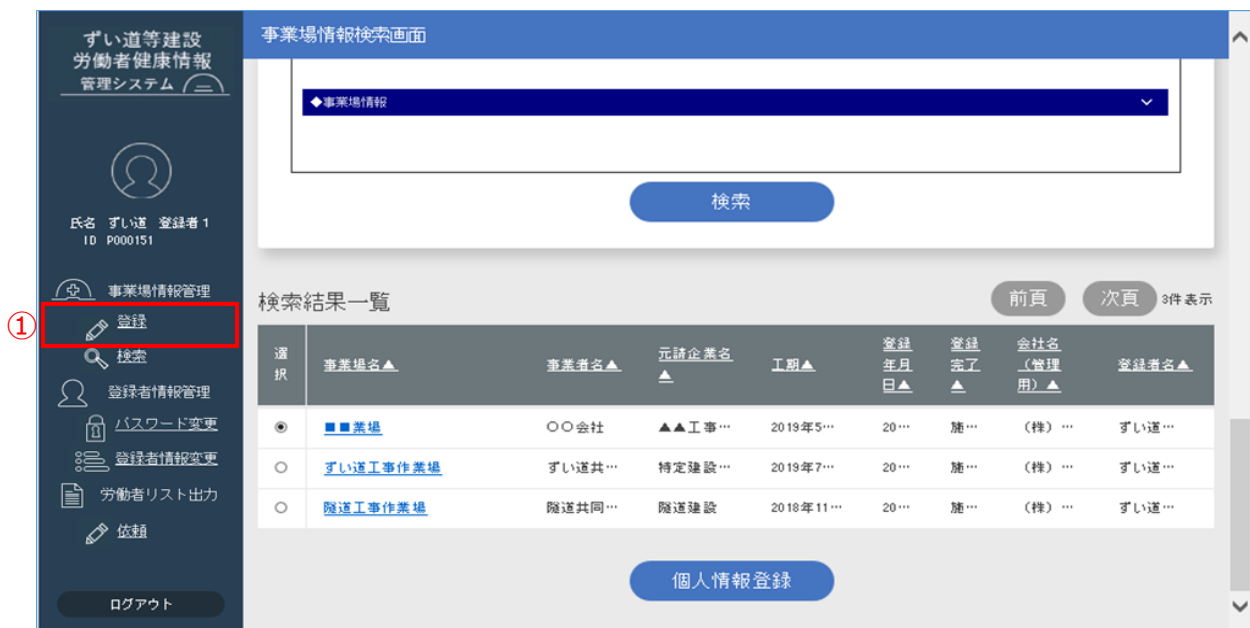 ずい道等建設
労働者健康情報
管理システム
氏名 ずい道 登録者1
ID P000151
事業場情報管理
①
登録
検索
登録者情報管理
パスワード変更
登録者情報変更
労働者リスト出力
依頼
ログアウト
事業場情報検索画面
◆事業場情報
検索
検索結果一覧
前頁 次頁 3件表示
選択 事業場名▲ 事業者名▲ 元請企業名▲ 工期▲ 登録年月日▲ 登録完了▲ 会社名(管理用)▲ 登録者名▲
■■業場 〇〇会社 ▲▲工事… 2019年5… 20… 施… (株) … ずい道…
ずい道工事作業場 ずい道共… 特定建設… 2019年7… 20… 施… (株) … ずい道…
隧道工事作業場 隧道共同… 隧道建設 2018年11… 20… 施… (株) … ずい道…
個人情報登録